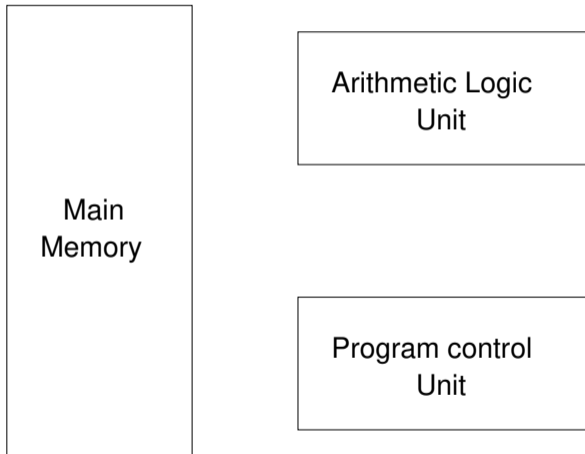 Main
Memory
Arithmetic Logic
Unit
Program control
Unit